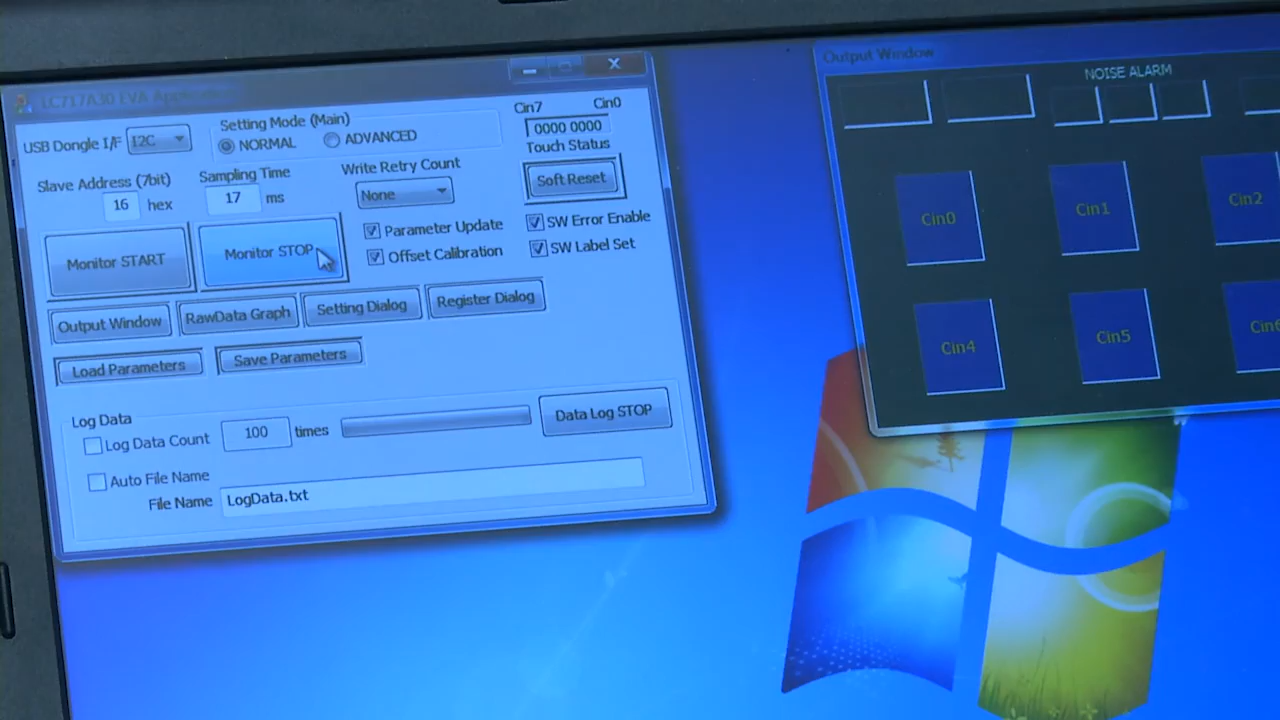 LC717A30 EVA Application
USB Dongle I/F
I2C
Setting Mode (Main)
NORMAL
ADVANCED
Cin7
Cin0
0000 0000
Touch Status
Slave Address (7bit)
16 hex
Sampling Time
17 ms
Write Retry Count
None
Soft Reset
Monitor START
Monitor STOP
Parameter Update
Offset Calibration
SW Error Enable
SW Label Set
Output Window
RawData Graph
Setting Dialog
Register Dialog
Load Parameters
Save Parameters
Log Data
Log Data Count
100 times
Data Log STOP
Auto File Name
File Name
LogData.txt
Output Window
NOISE ALARM
Cin0
Cin1
Cin2
Cin4
Cin5
Cin6